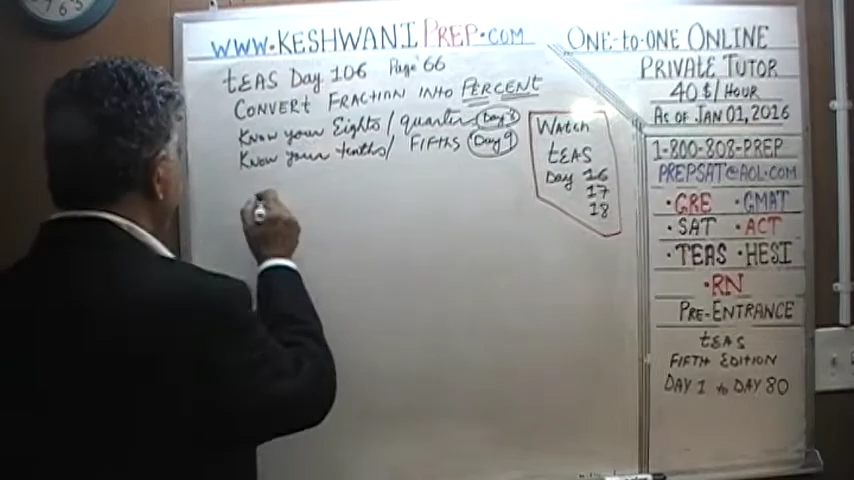 WWW.KESHWANIPREP.COM
tEAS Day 106 Page 66
CONVERT FRACTION INTO PERCENT
KNOW your Eights / quarters Day 8
KNOW your tenths / FIFTHS Day 9
Watch
tEAS
Day 16
17
18
ONE-to-ONE ONLINE
PRIVATE TUTOR
40 $/HOUR
AS OF JAN 01, 2016
1-800-808-PREP
PREPSAT@AOL.COM
•GRE •GMAT
•SAT •ACT
•TEAS •HESI
•RN
PRE-ENTRANCE
tEAS
FIFTH EDITION
DAY 1 to DAY 80